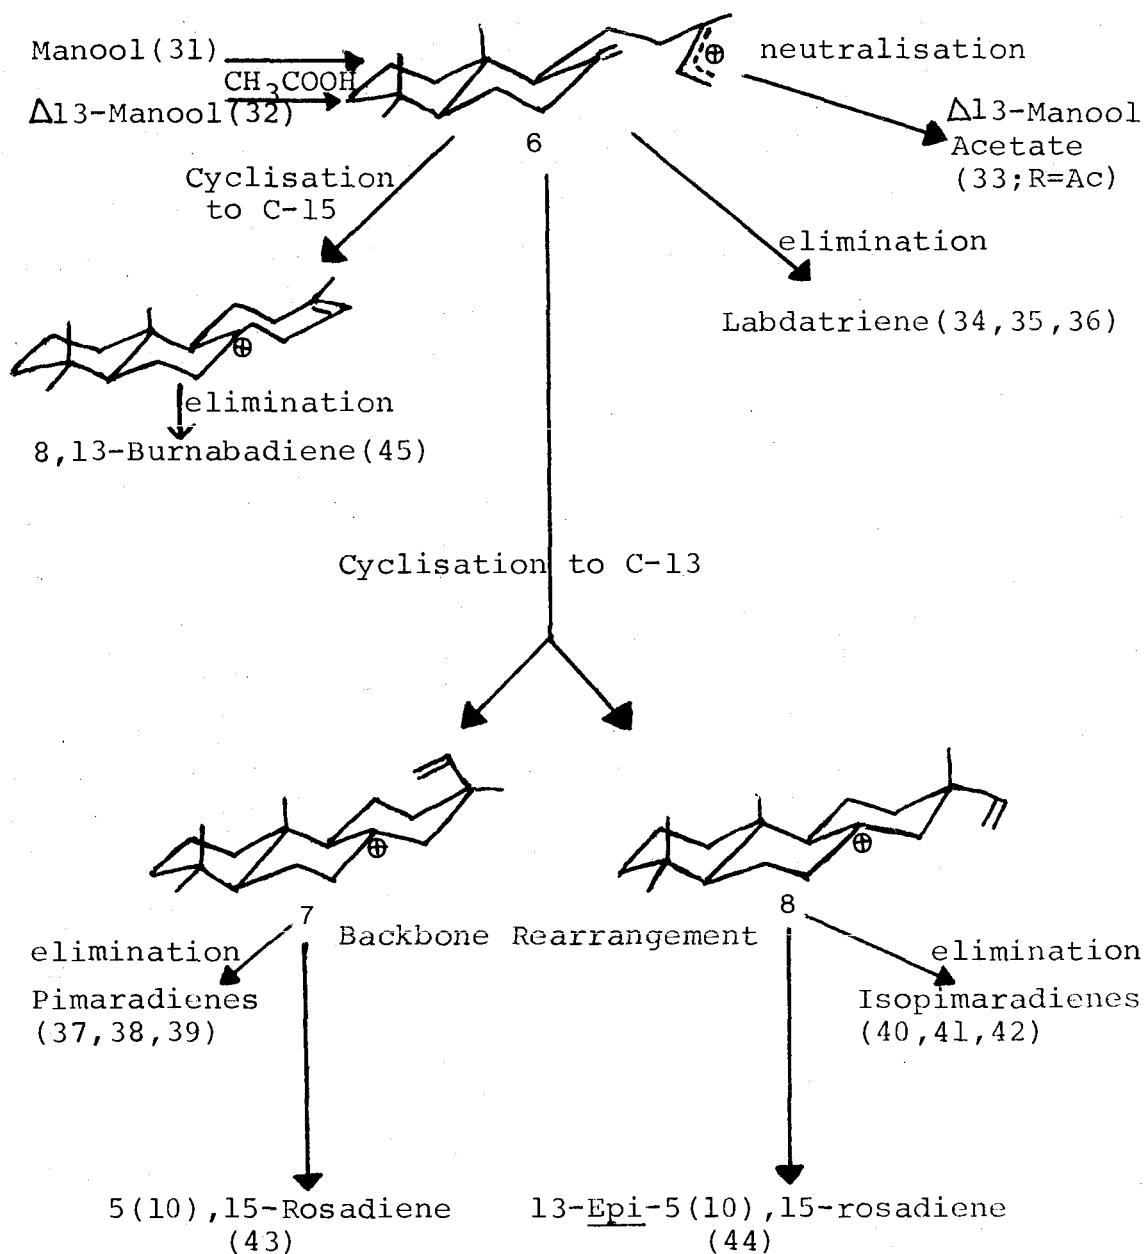 Manool(31)
CH3COOH
Δ13-Manool(32)
6
⊕
neutralisation
Δ13-Manool
Acetate
(33;R=Ac)
Cyclisation
to C-15
elimination
Labdatriene(34,35,36)
⊕
elimination
8,13-Burnabadiene(45)
Cyclisation to C-13
⊕
7
⊕
8
Backbone Rearrangement
elimination
Pimaradienes
(37,38,39)
elimination
Isopimaradienes
(40,41,42)
5(10),15-Rosadiene
(43)
13-Epi-5(10),15-rosadiene
(44)